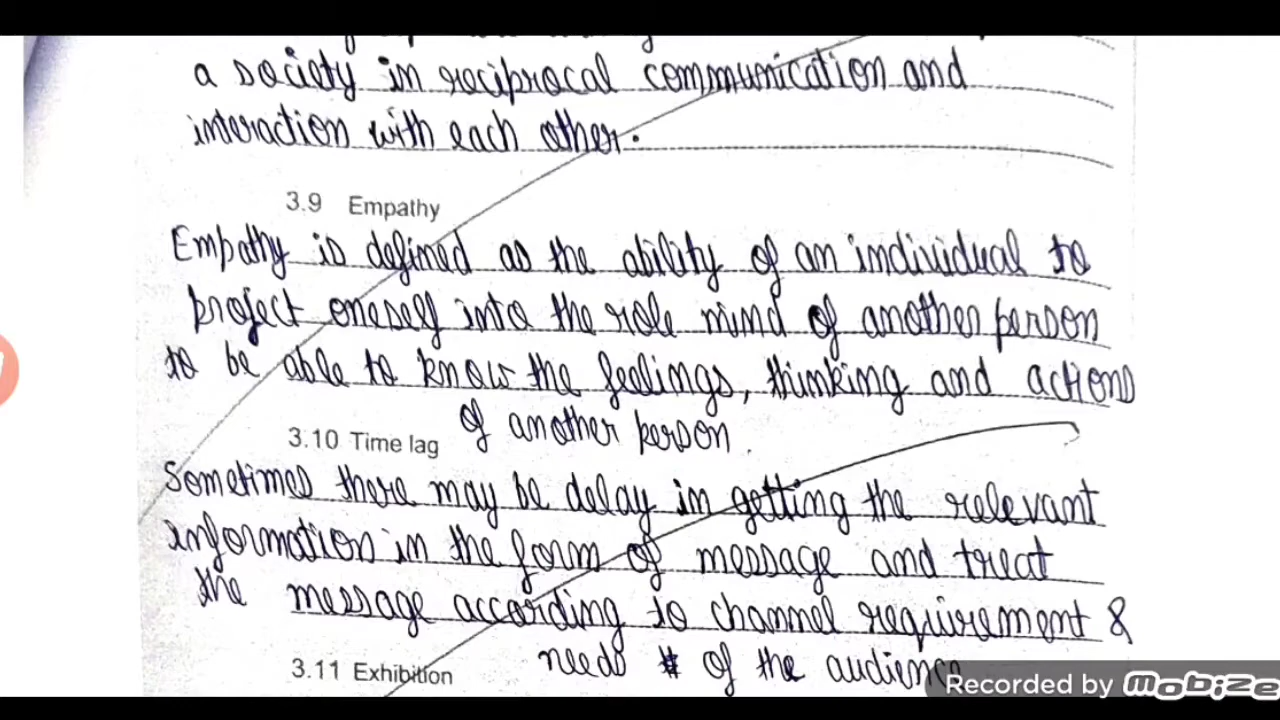 a society in reciprocal communication and
interaction with each other.
3.9 Empathy
Empathy is defined as the ability of an individual to
project oneself into the role mind of another person
to be able to know the feelings, thinking and actions
of another person.
3.10 Time lag
Sometimes there may be delay in getting the relevant
information in the form of message and treat
the message according to channel requirement &
needs of the audience
3.11 Exhibition
Recorded by Mobizen